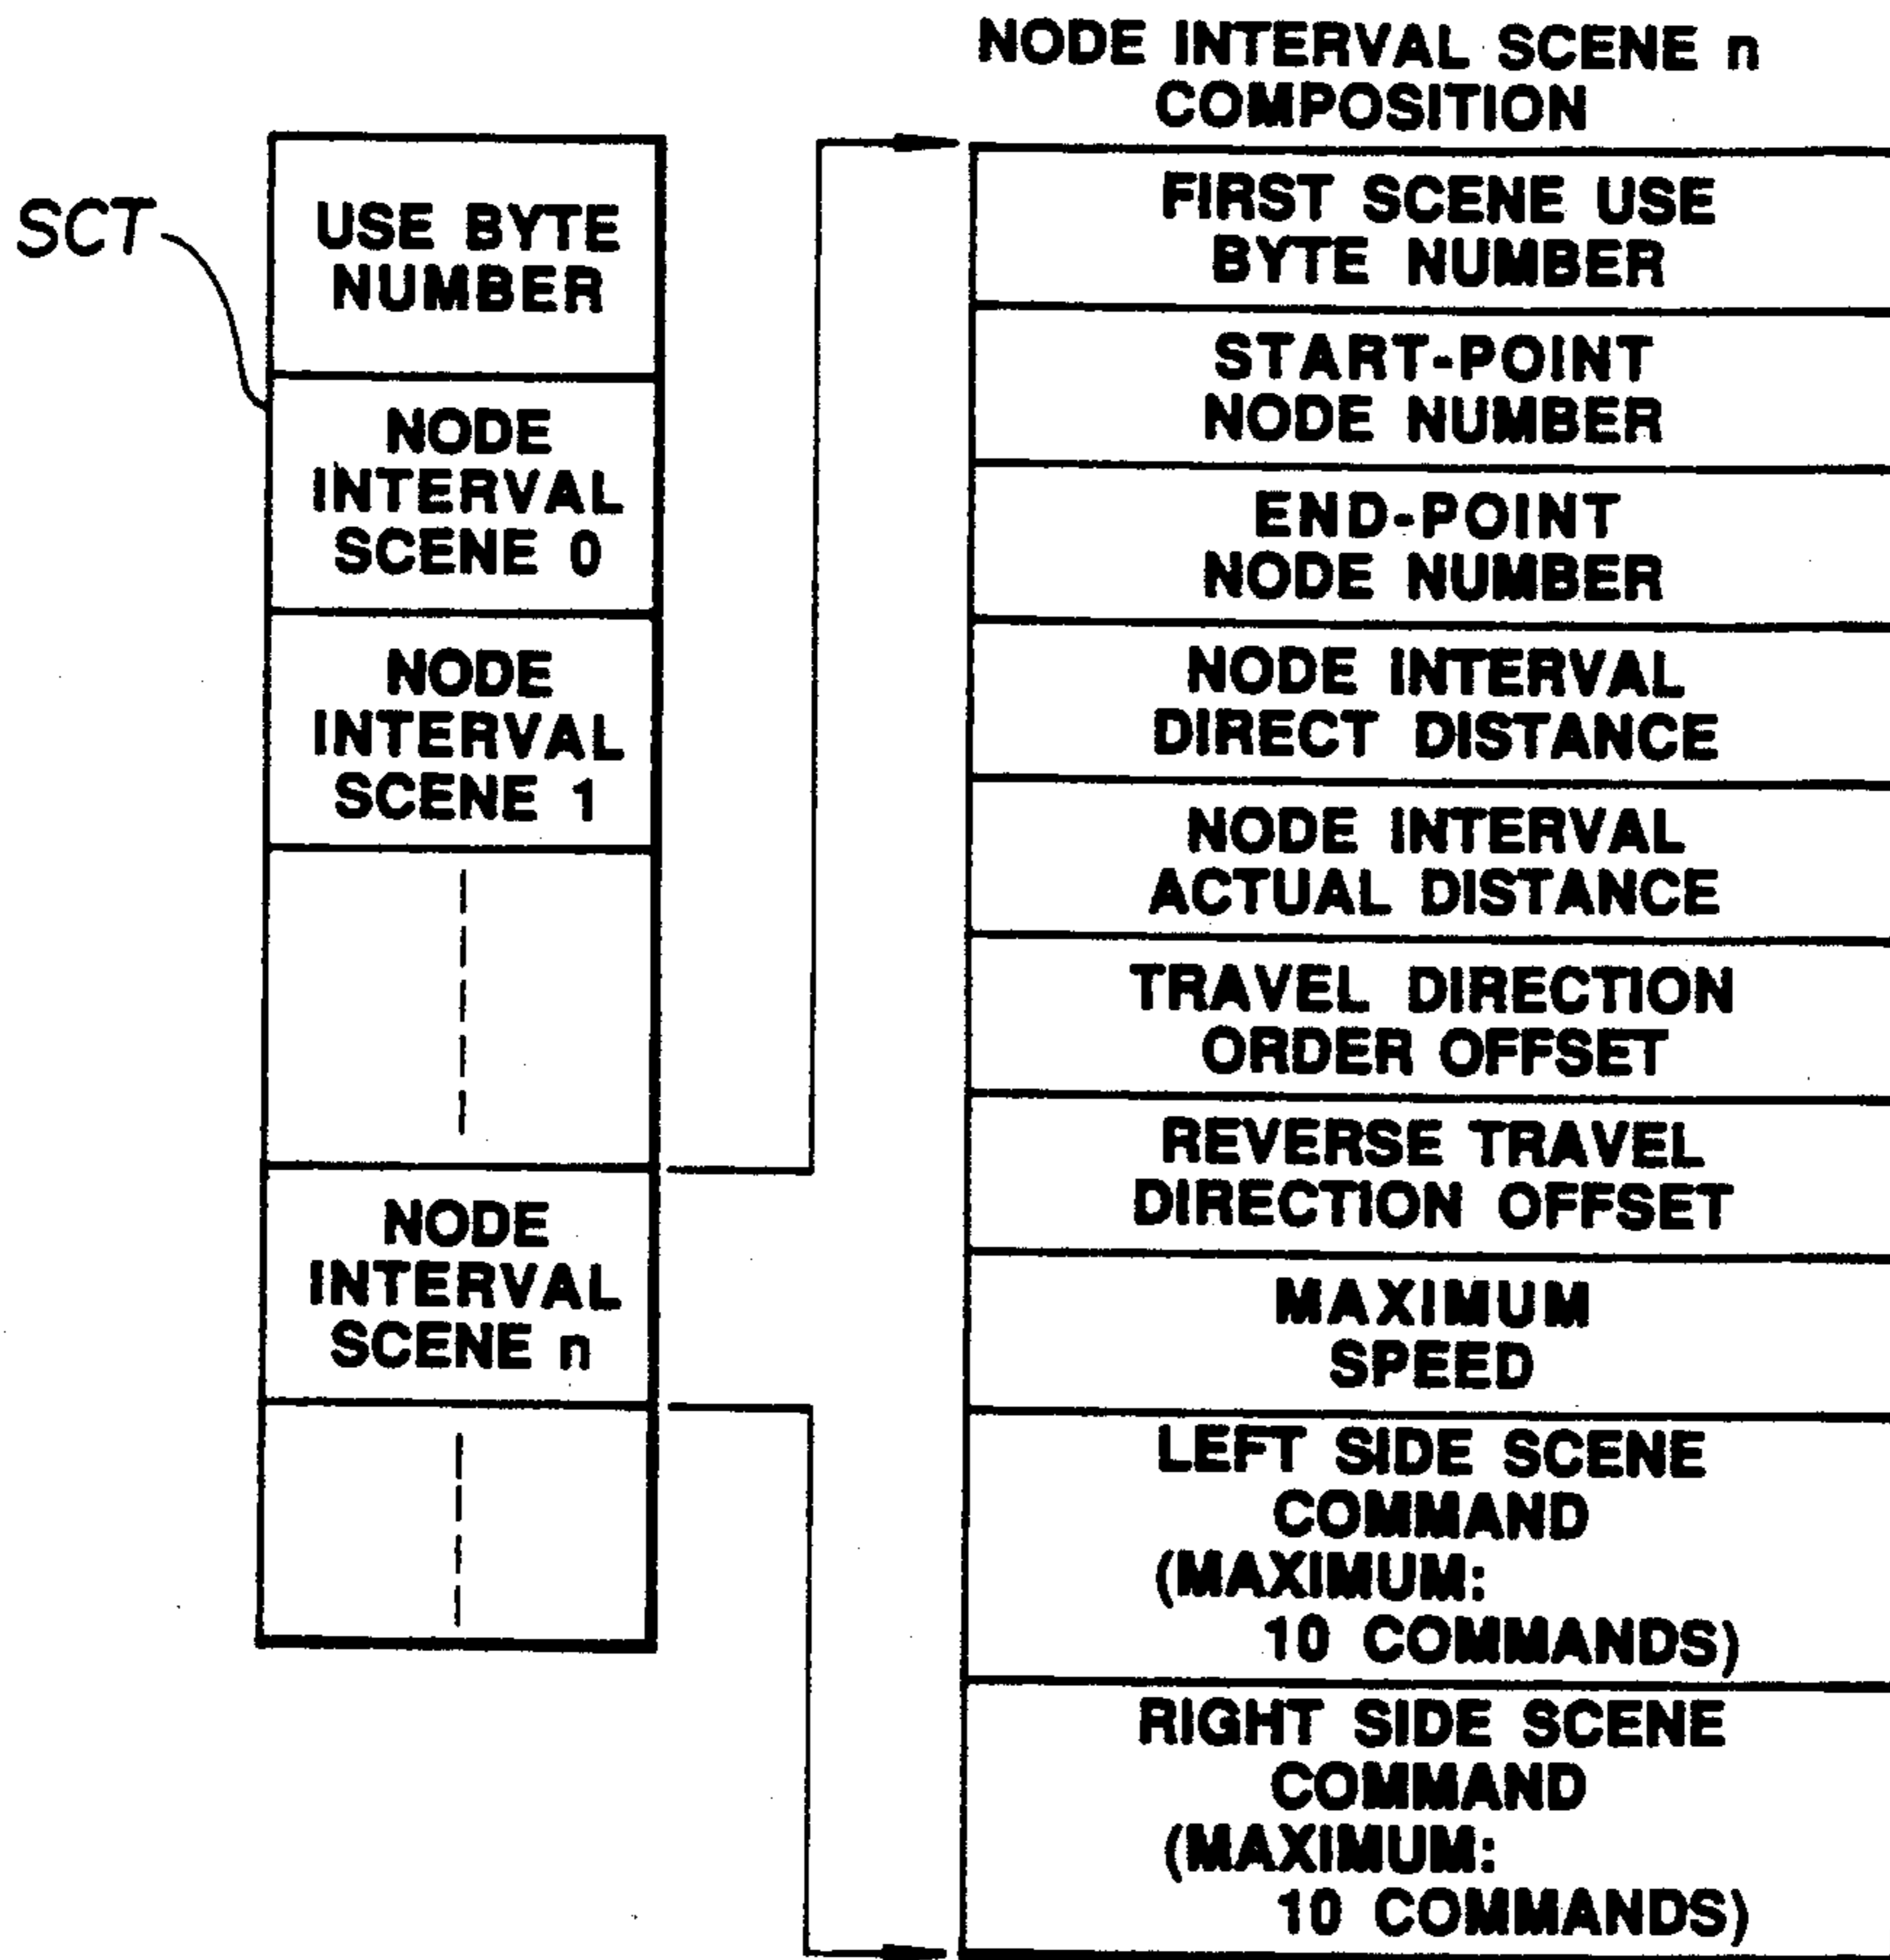 SCT
USE BYTE
NUMBER
NODE
INTERVAL
SCENE 0
NODE
INTERVAL
SCENE 1
NODE
INTERVAL
SCENE n
NODE INTERVAL SCENE n
COMPOSITION
FIRST SCENE USE
BYTE NUMBER
START-POINT
NODE NUMBER
END-POINT
NODE NUMBER
NODE INTERVAL
DIRECT DISTANCE
NODE INTERVAL
ACTUAL DISTANCE
TRAVEL DIRECTION
ORDER OFFSET
REVERSE TRAVEL
DIRECTION OFFSET
MAXIMUM
SPEED
LEFT SIDE SCENE
COMMAND
(MAXIMUM:
10 COMMANDS)
RIGHT SIDE SCENE
COMMAND
(MAXIMUM:
10 COMMANDS)